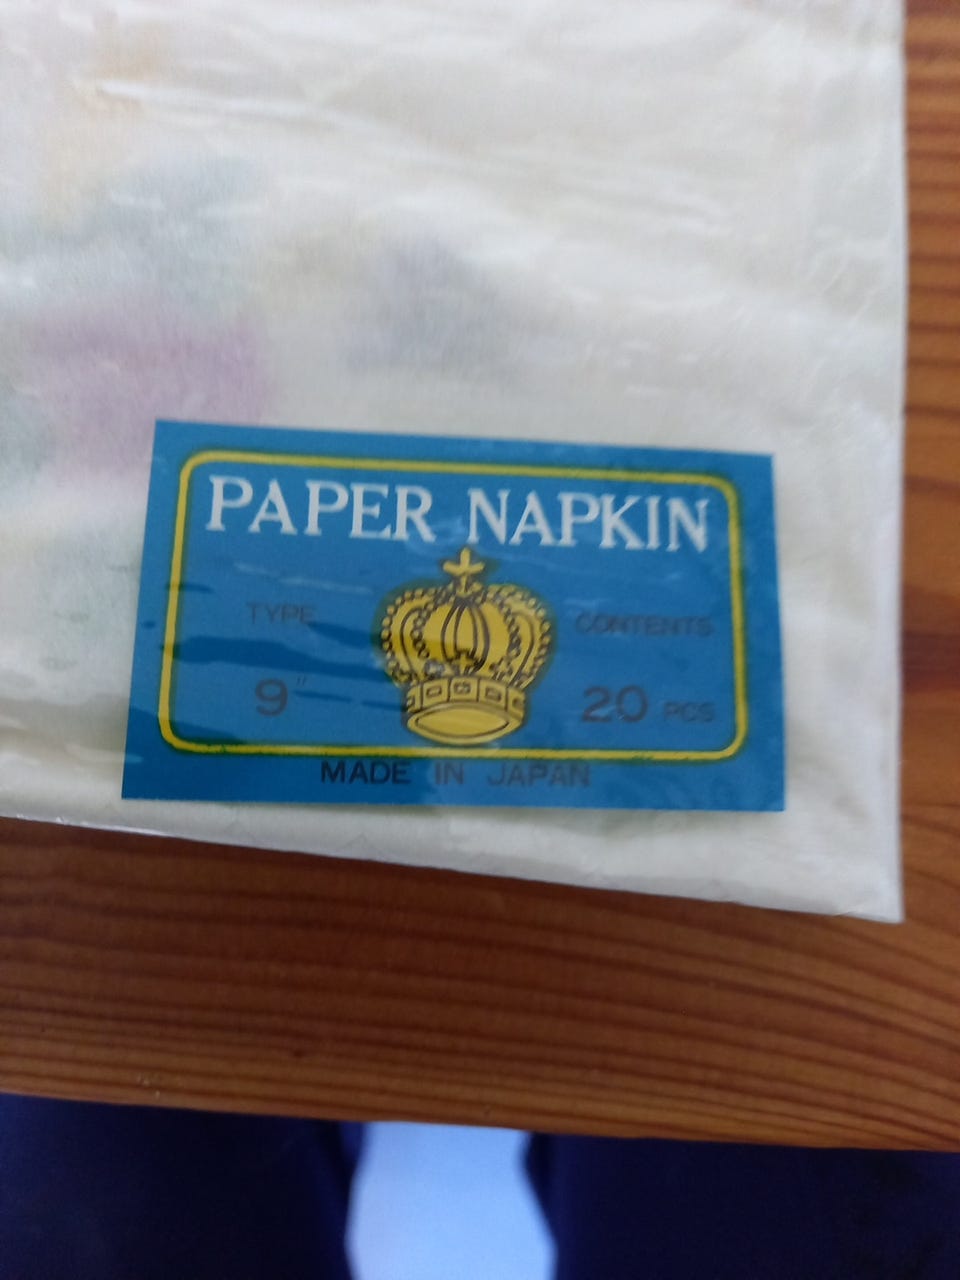 PAPER NAPKIN
TYPE
CONTENTS
9"
20 PCS
MADE IN JAPAN